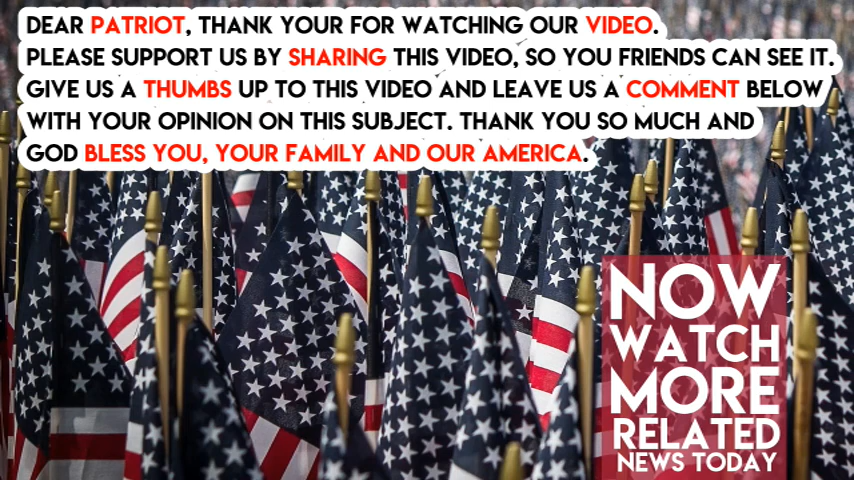 DEAR PATRIOT, THANK YOUR FOR WATCHING OUR VIDEO.
PLEASE SUPPORT US BY SHARING THIS VIDEO, SO YOU FRIENDS CAN SEE IT.
GIVE US A THUMBS UP TO THIS VIDEO AND LEAVE US A COMMENT BELOW
WITH YOUR OPINION ON THIS SUBJECT. THANK YOU SO MUCH AND
GOD BLESS YOU, YOUR FAMILY AND OUR AMERICA.
NOW
WATCH
MORE
RELATED
NEWS TODAY